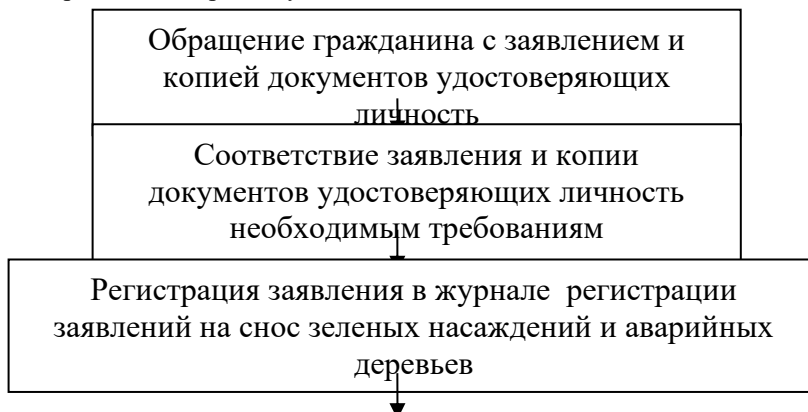 Обращение гражданина с заявлением и
копией документов удостоверяющих
личность
Соответствие заявления и копии
документов удостоверяющих личность
необходимым требованиям
Регистрация заявления в журнале регистрации
заявлений на снос зеленых насаждений и аварийных
деревьев